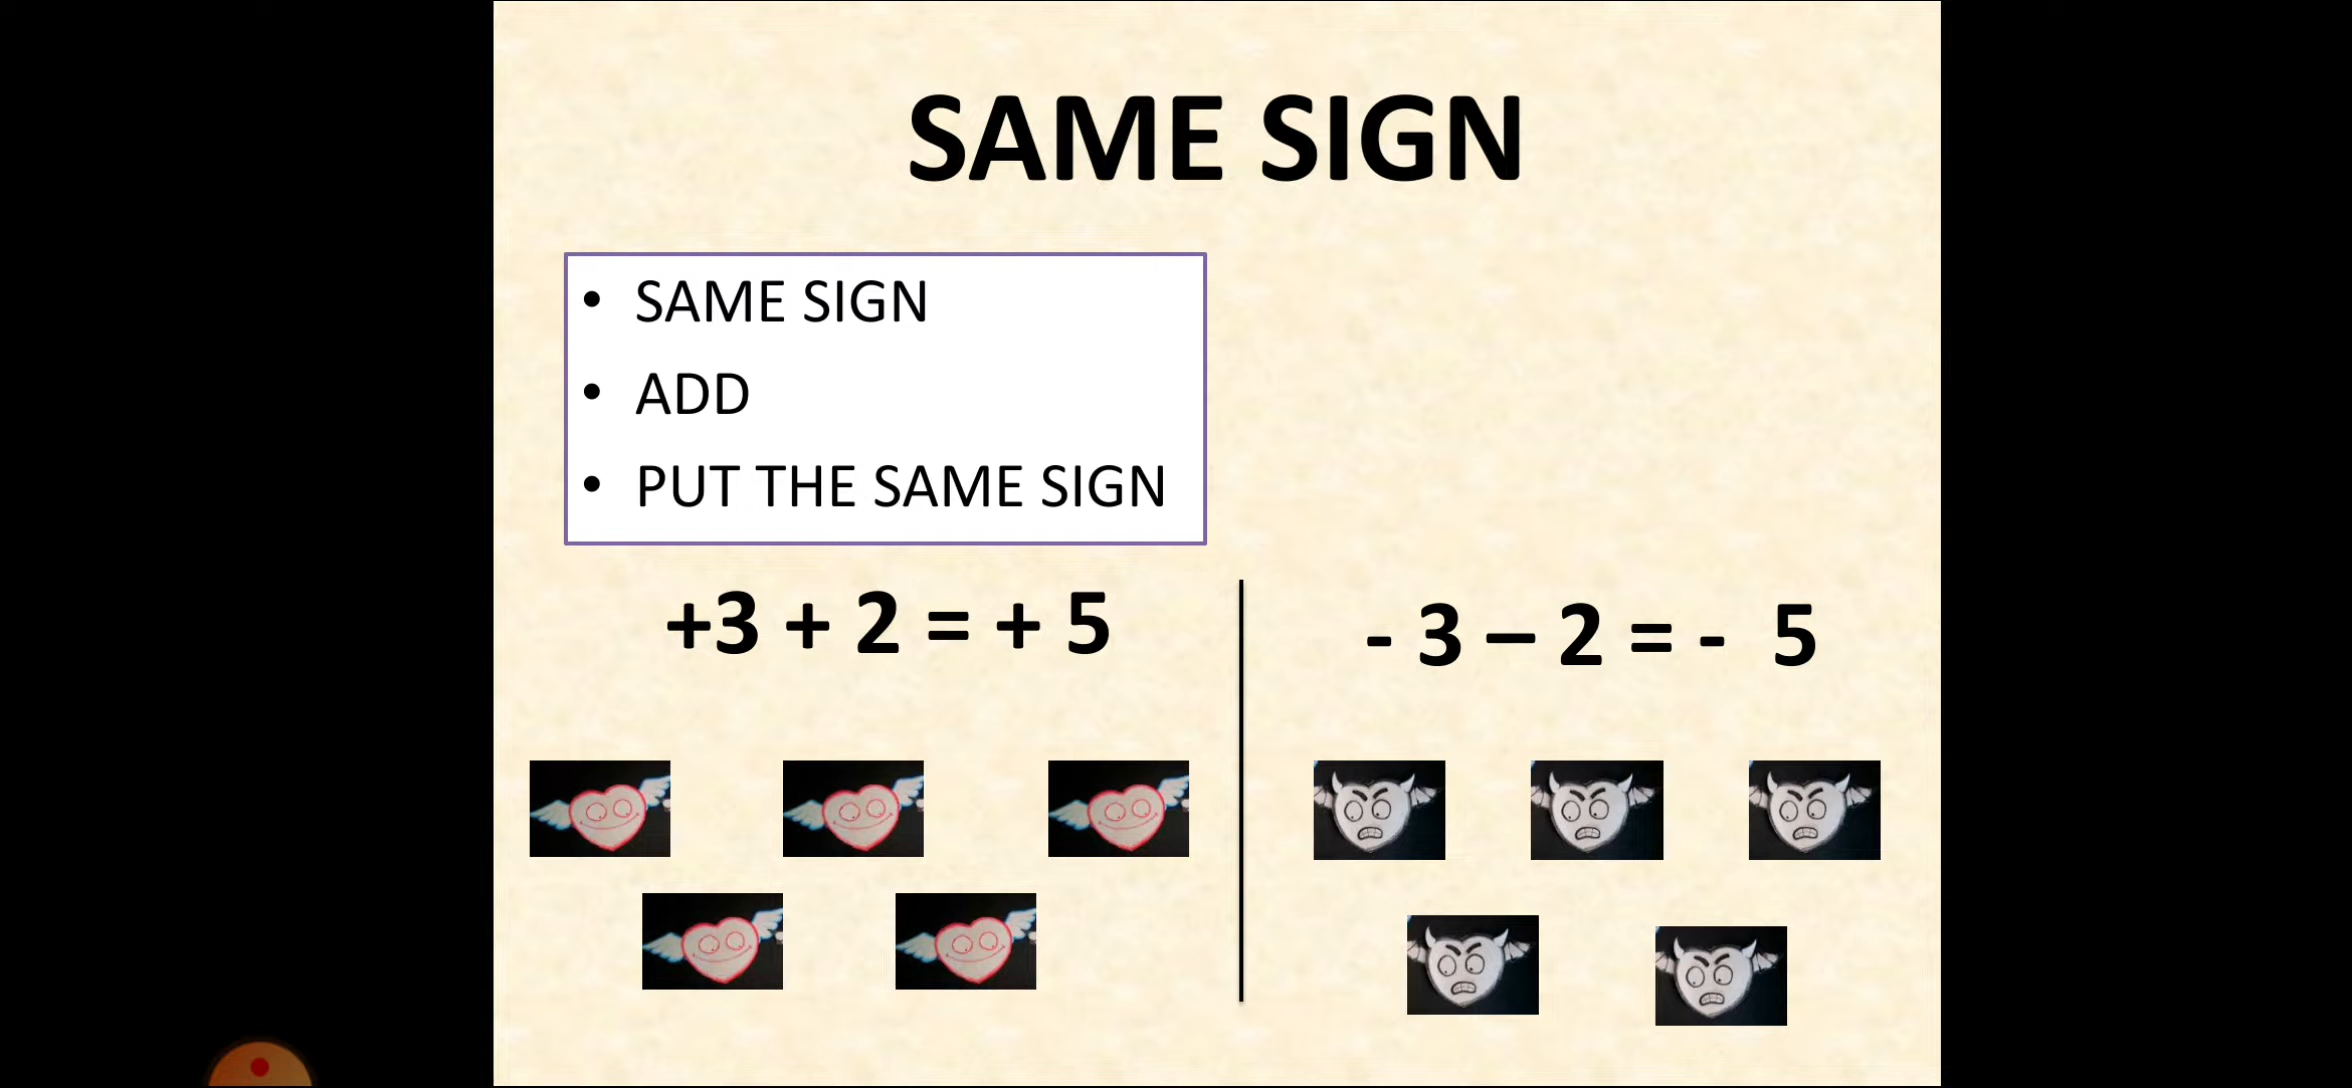 SAME SIGN
• SAME SIGN
• ADD
• PUT THE SAME SIGN
+3 + 2 = + 5
- 3 – 2 = - 5